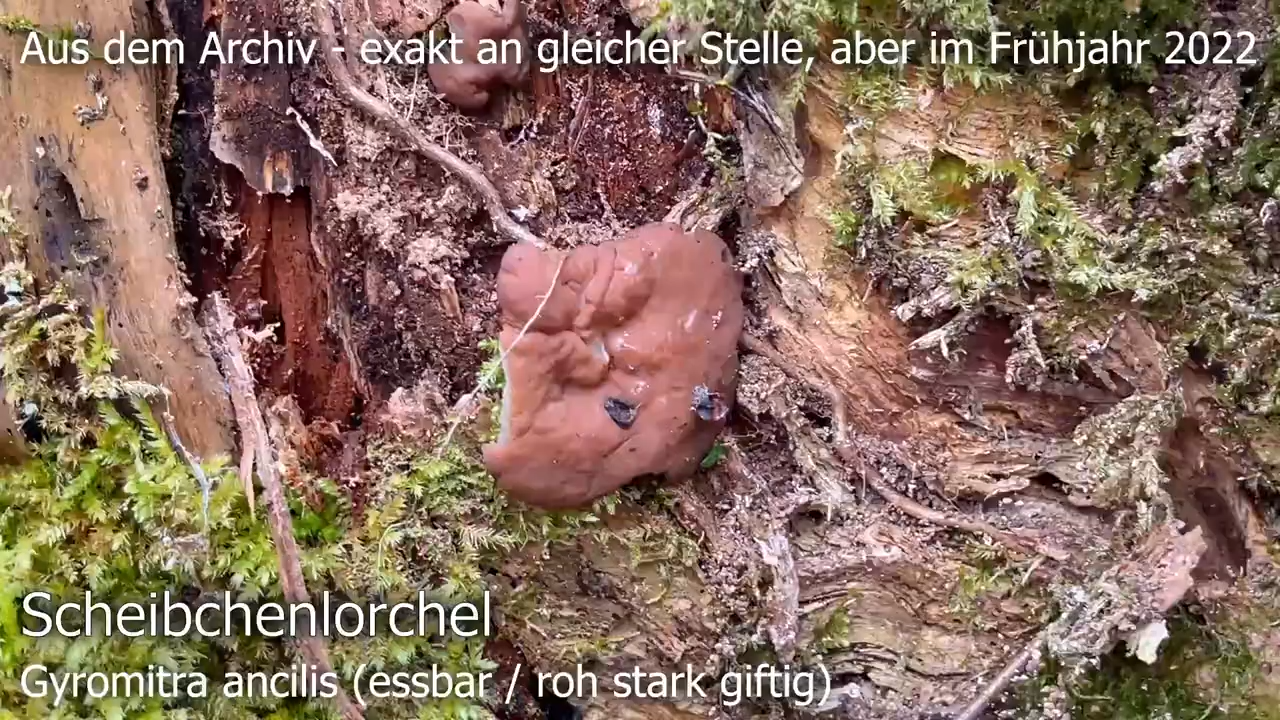 Aus dem Archiv - exakt an gleicher Stelle, aber im Frühjahr 2022
Scheibchenlorchel
Gyromitra ancilis (essbar / roh stark giftig)